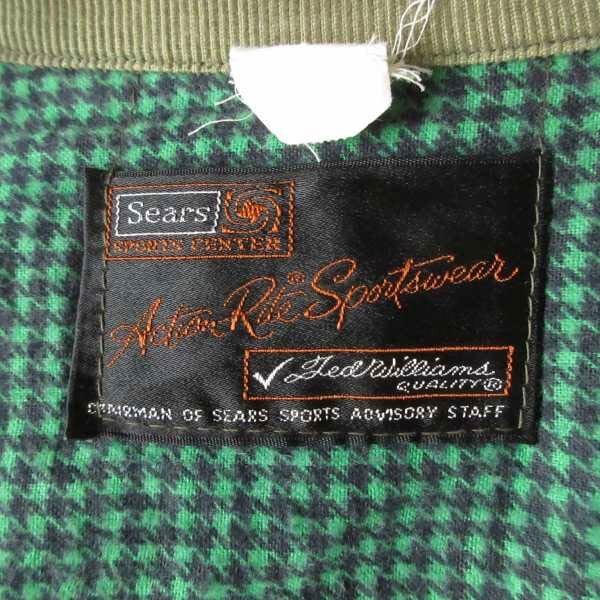 Sears
SPORTS CENTER
Action-Rite® Sportswear
Ted Williams
QUALITY®
CHAIRMAN OF SEARS SPORTS ADVISORY STAFF